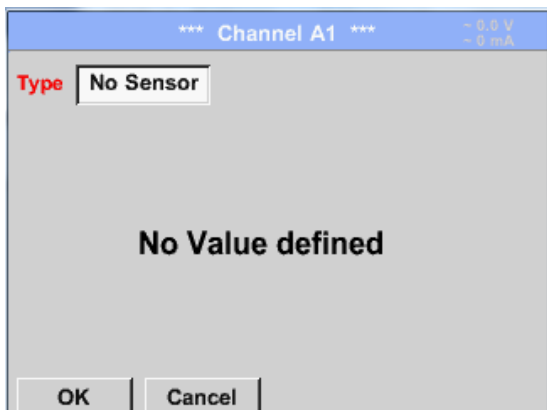 *** Channel A1 ***
~ 0.0 V
~ 0 mA
Type No Sensor
No Value defined
OK Cancel